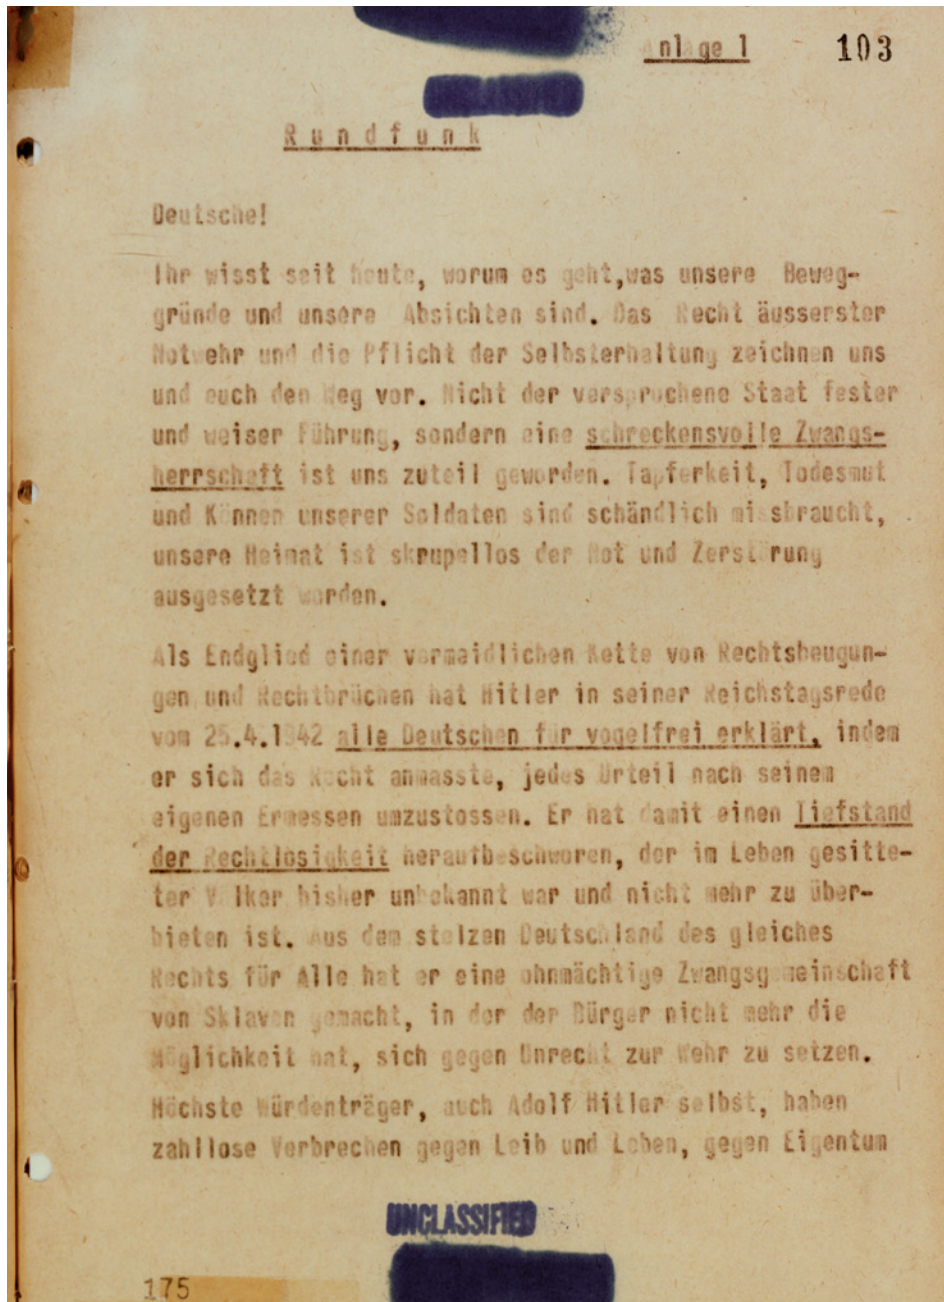 Anlage 1 103
UNCLASSIFIED
Rundfunk
Deutsche!
Ihr wisst seit heute, worum es geht,was unsere Beweg-
gründe und unsere Absichten sind. Das Recht äusserster
Notwehr und die Pflicht der Selbsterhaltung zeichnen uns
und euch den Weg vor. Nicht der versprochene Staat fester
und weiser Führung, sondern eine schreckensvolle Zwangs-
herrschaft ist uns zuteil geworden. Tapferkeit, Todesmut
und Können unserer Soldaten sind schändlich missbraucht,
unsere Heimat ist skrupellos der Not und Zerstörung
ausgesetzt worden.
Als Endglied einer vermeidlichen Kette von Rechtsbeugun-
gen und Rechtbrüchen hat Hitler in seiner Reichstagsrede
vom 25.4.1942 alle Deutschen für vogelfrei erklärt, indem
er sich das Recht anmasste, jedes Urteil nach seinem
eigenen Ermessen umzustossen. Er hat damit einen Tiefstand
der Rechtlosigkeit heraufbeschworen, der im Leben gesitte-
ter Völker bisher unbekannt war und nicht mehr zu über-
bieten ist. Aus dem stolzen Deutschland des gleiches
Rechts für Alle hat er eine ohnmächtige Zwangsgemeinschaft
von Sklaven gemacht, in der der Bürger nicht mehr die
Möglichkeit hat, sich gegen Unrecht zur Wehr zu setzen.
Höchste Würdenträger, auch Adolf Hitler selbst, haben
zahllose Verbrechen gegen Leib und Leben, gegen Eigentum
UNCLASSIFIED
175